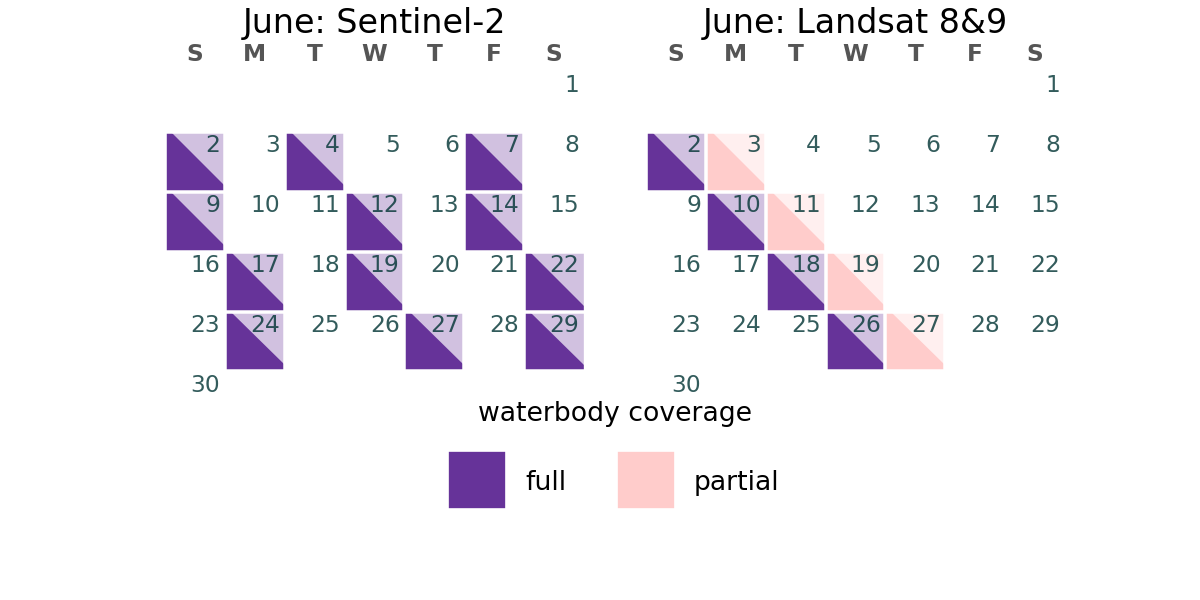 June: Sentinel-2
S M T W T F S
1
2 3 4 5 6 7 8
9 10 11 12 13 14 15
16 17 18 19 20 21 22
23 24 25 26 27 28 29
30
June: Landsat 8&9
S M T W T F S
1
2 3 4 5 6 7 8
9 10 11 12 13 14 15
16 17 18 19 20 21 22
23 24 25 26 27 28 29
30
waterbody coverage
full partial